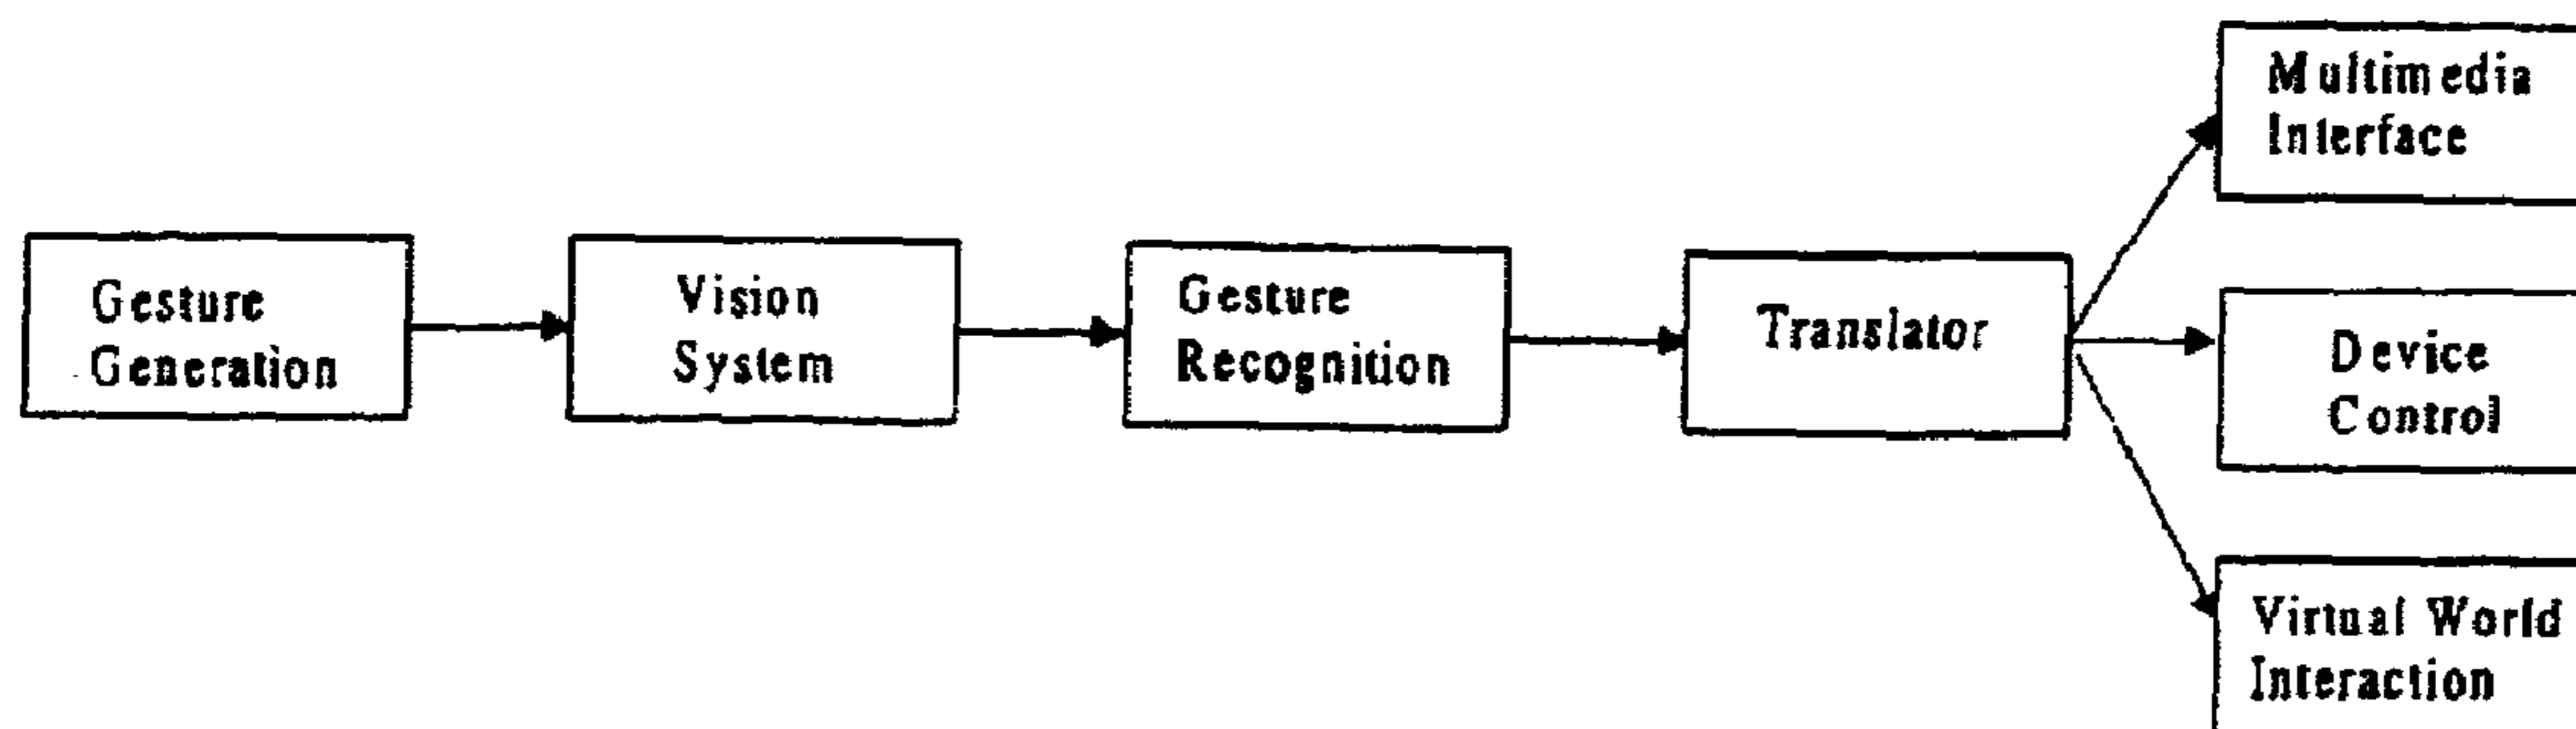 Gesture
Generation
Vision
System
Gesture
Recognition
Translator
Multimedia
Interface
Device
Control
Virtual World
Interaction